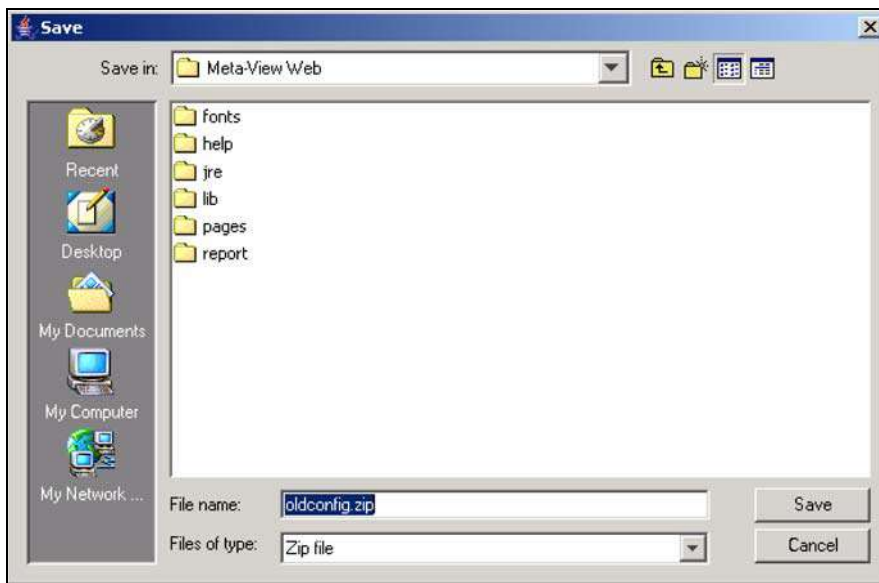 Save
Save in:
Meta-View Web
fonts
help
jre
lib
pages
report
Recent
Desktop
My Documents
My Computer
My Network ...
File name:
oldconfig.zip
Save
Files of type:
Zip file
Cancel